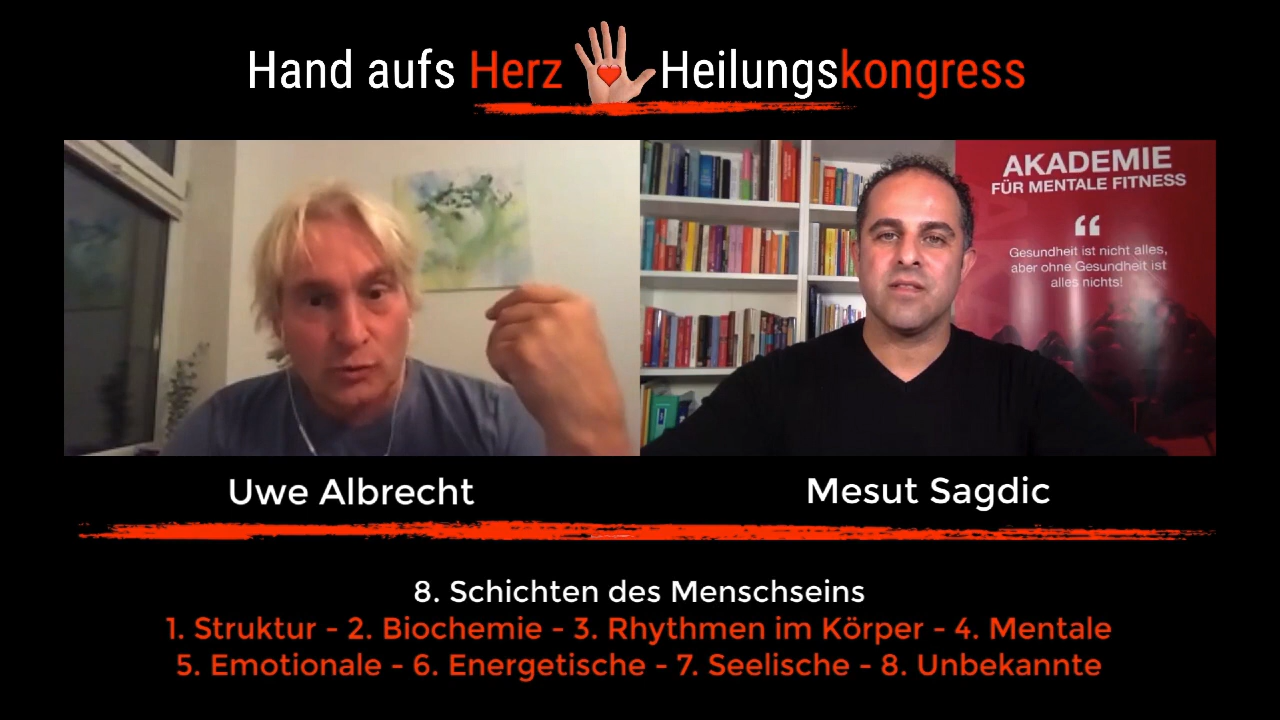 Hand aufs Herz Heilungskongress
AKADEMIE
FÜR MENTALE FITNESS
“
Gesundheit ist nicht alles,
aber ohne Gesundheit ist
alles nichts!
Uwe Albrecht
Mesut Sagdic
8. Schichten des Menschseins
1. Struktur - 2. Biochemie - 3. Rhythmen im Körper - 4. Mentale
5. Emotionale - 6. Energetische - 7. Seelische - 8. Unbekannte